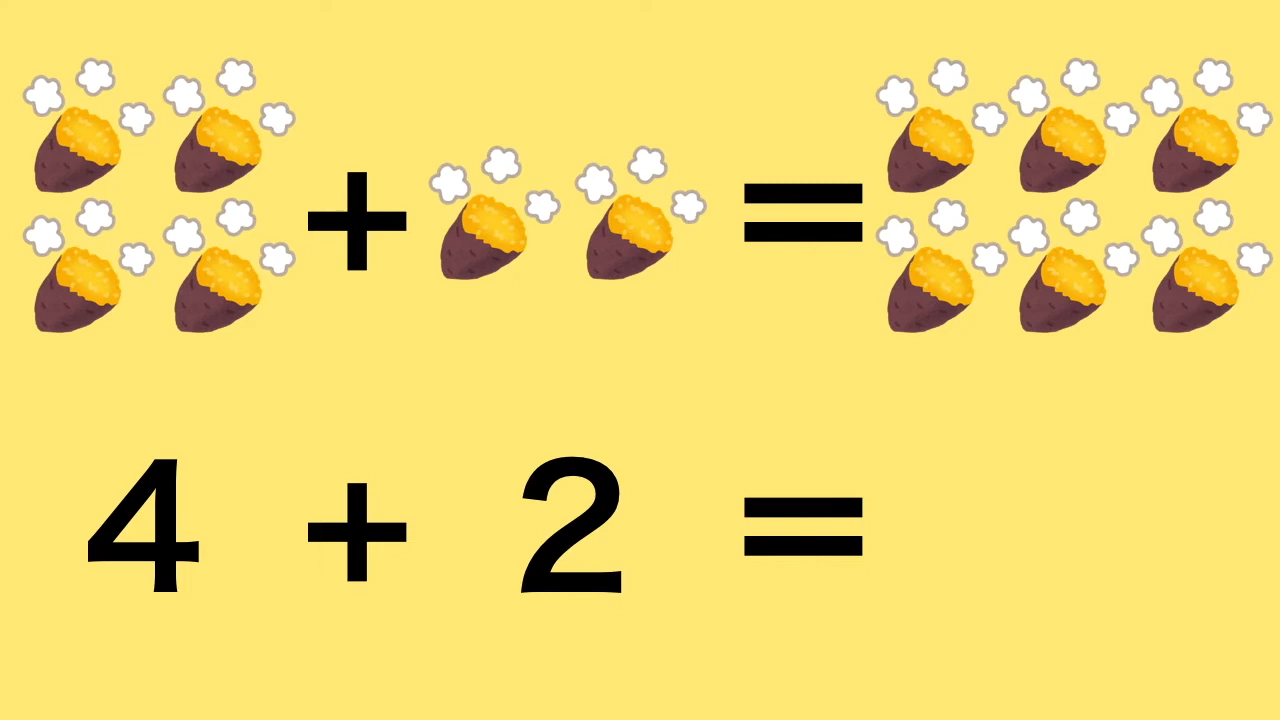 + =
4 + 2 =